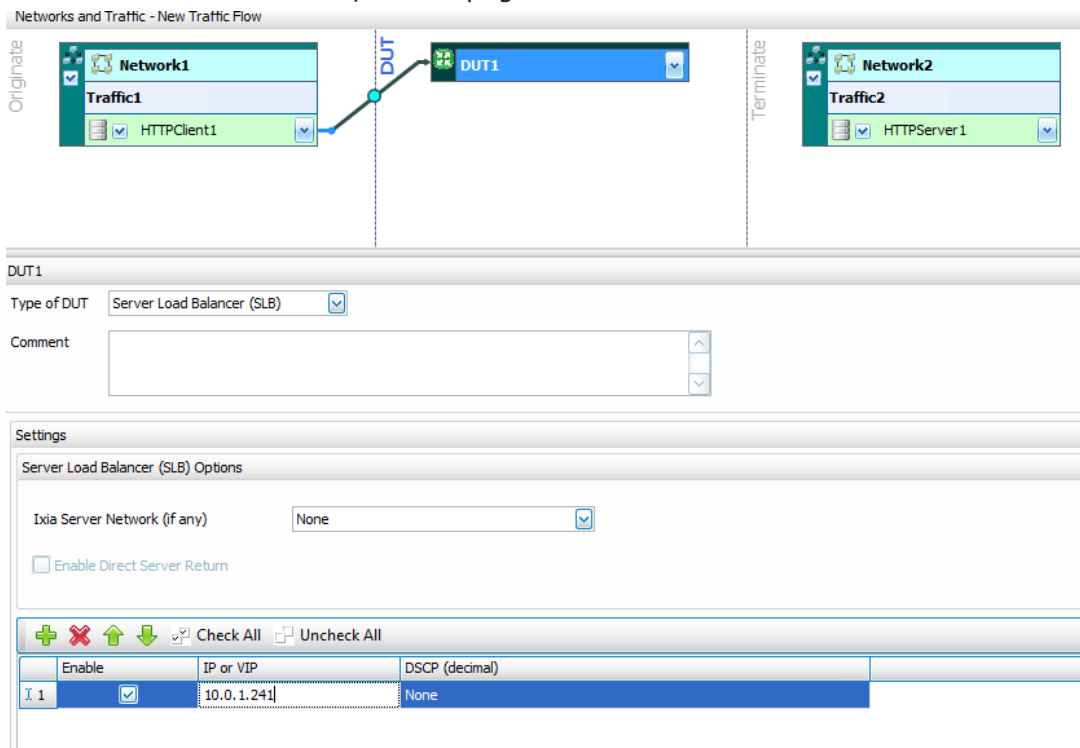 Networks and Traffic - New Traffic Flow
Originate
Network1
Traffic1
HTTPClient1
DUT
DUT1
Terminate
Network2
Traffic2
HTTPServer1
DUT1
Type of DUT Server Load Balancer (SLB)
Comment
Settings
Server Load Balancer (SLB) Options
Ixia Server Network (if any) None
Enable Direct Server Return
Check All Uncheck All
Enable IP or VIP DSCP (decimal)
1 10.0.1.241 None